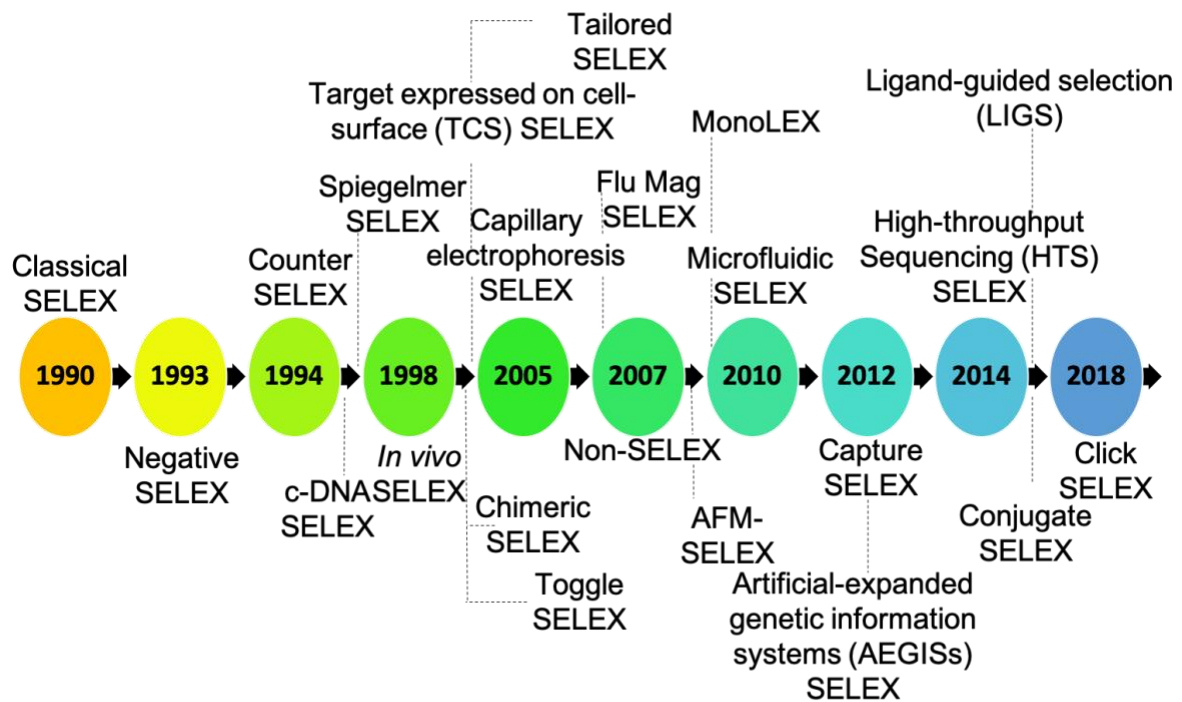 Tailored
SELEX
Target expressed on cell-
surface (TCS) SELEX
Ligand-guided selection
(LIGS)
MonoLEX
Spiegelmer
SELEX
Flu Mag
SELEX
Capillary
electrophoresis
SELEX
High-throughput
Sequencing (HTS)
SELEX
Classical
SELEX
Counter
SELEX
Microfluidic
SELEX
1990
1993
1994
1998
2005
2007
2010
2012
2014
2018
Negative
SELEX
c-DNA
SELEX
In vivo
SELEX
Chimeric
SELEX
Toggle
SELEX
Non-SELEX
AFM-
SELEX
Capture
SELEX
Artificial-expanded
genetic information
systems (AEGISs)
SELEX
Conjugate
SELEX
Click
SELEX